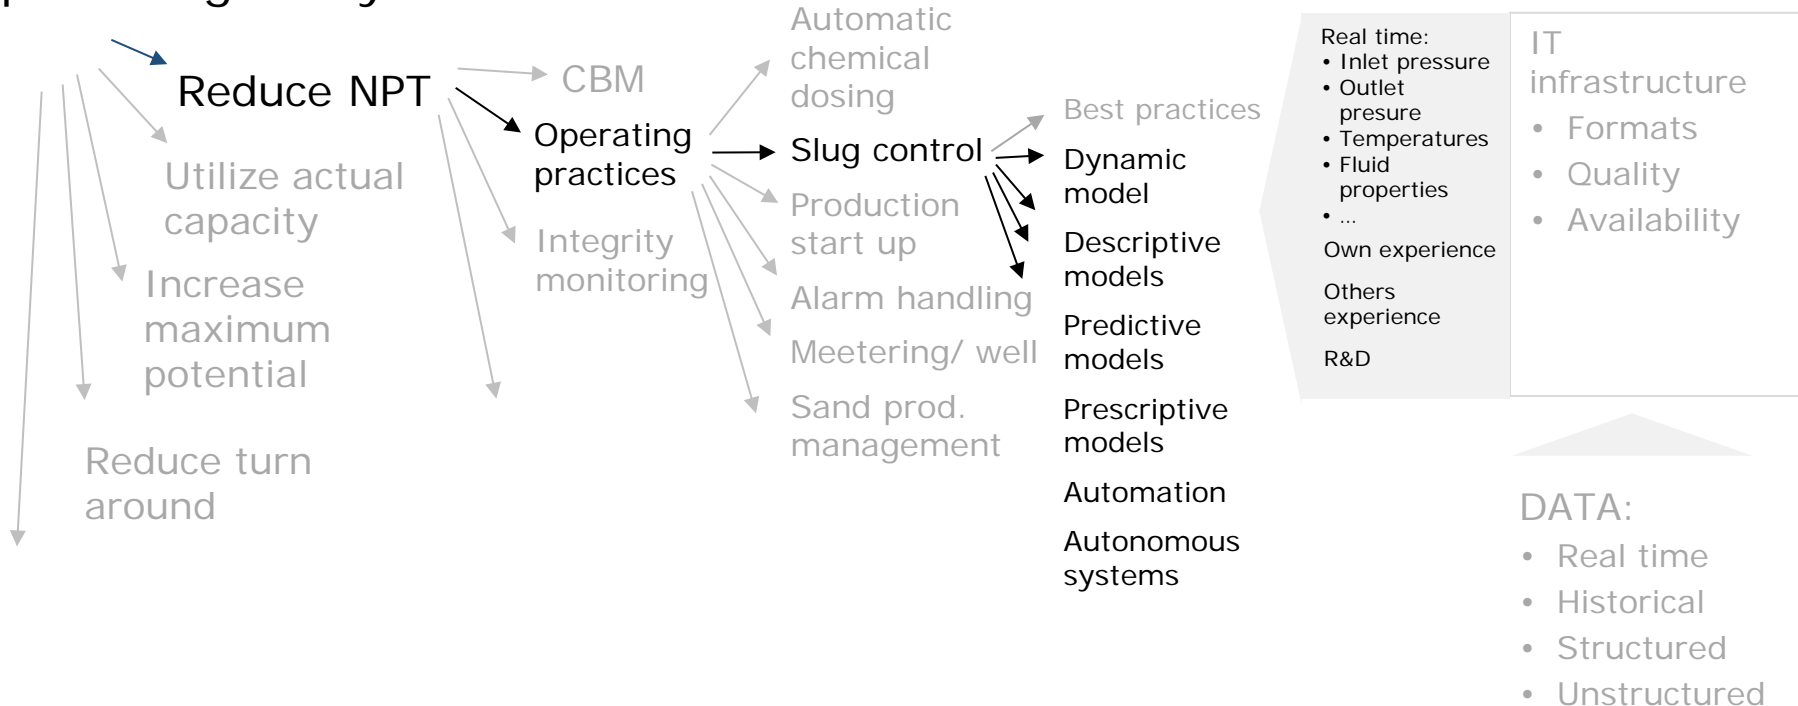 Reduce NPT
Utilize actual
capacity
Increase
maximum
potential
Reduce turn
around
CBM
Operating
practices
Integrity
monitoring
Automatic
chemical
dosing
Slug control
Production
start up
Alarm handling
Meetering/ well
Sand prod.
management
Best practices
Dynamic
model
Descriptive
models
Predictive
models
Prescriptive
models
Automation
Autonomous
systems
Real time:
• Inlet pressure
• Outlet
presure
• Temperatures
• Fluid
properties
• ...
Own experience
Others
experience
R&D
IT
infrastructure
• Formats
• Quality
• Availability
DATA:
• Real time
• Historical
• Structured
• Unstructured